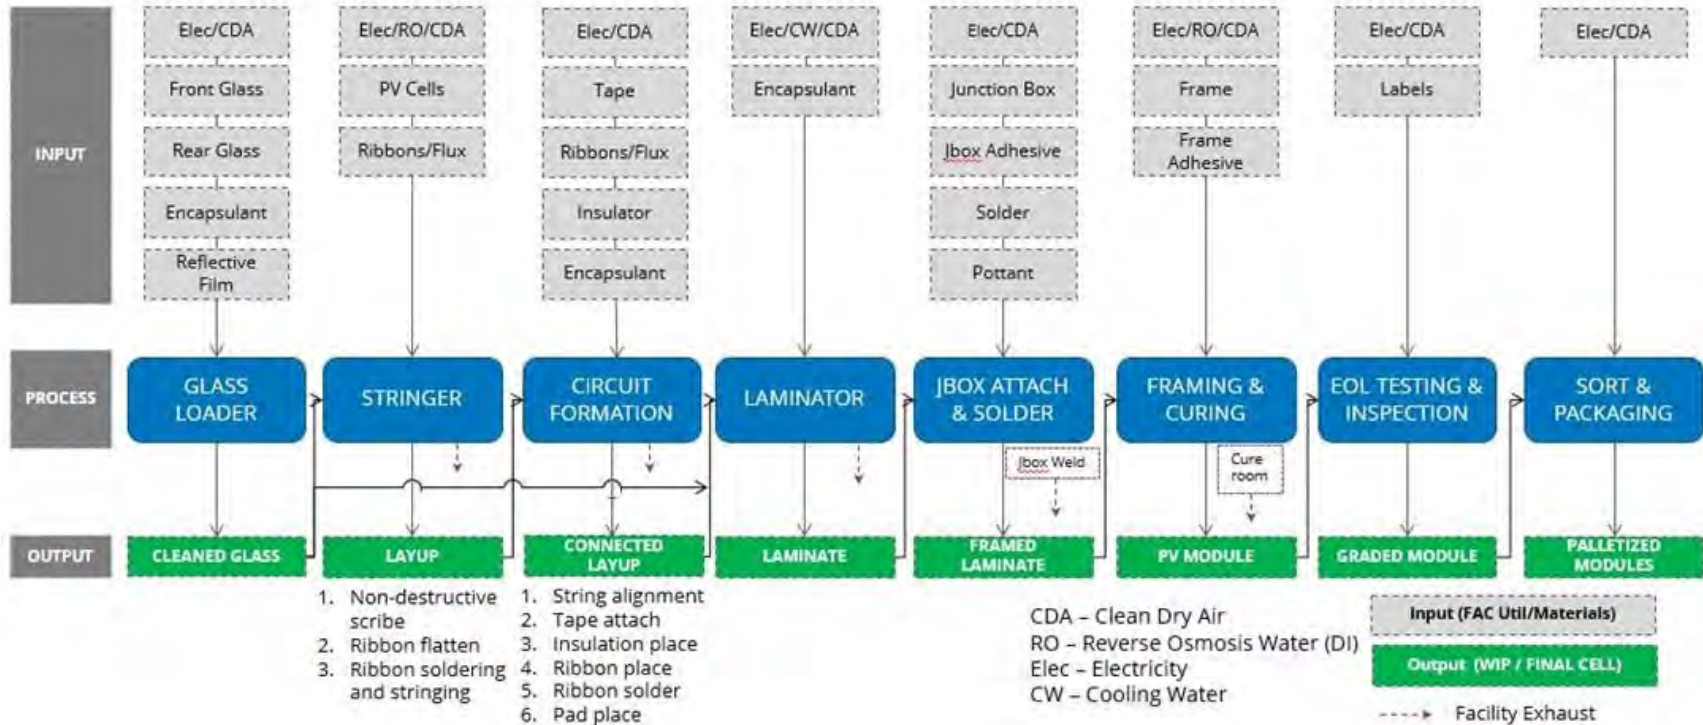 Elec/CDA
Elec/RO/CDA
Elec/CDA
Elec/CW/CDA
Elec/CDA
Elec/RO/CDA
Elec/CDA
Elec/CDA
Front Glass
PV Cells
Tape
Encapsulant
Junction Box
Frame
Labels
INPUT
Rear Glass
Ribbons/Flux
Ribbons/Flux
Jbox Adhesive
Frame
Adhesive
Encapsulant
Insulator
Solder
Reflective
Film
Encapsulant
Pottant
PROCESS
GLASS
LOADER
STRINGER
CIRCUIT
FORMATION
LAMINATOR
JBOX ATTACH
& SOLDER
FRAMING &
CURING
EOL TESTING &
INSPECTION
SORT &
PACKAGING
Jbox Weld
Cure
room
OUTPUT
CLEANED GLASS
LAYUP
CONNECTED
LAYUP
LAMINATE
FRAMED
LAMINATE
PV MODULE
GRADED MODULE
PALLETIZED
MODULES
1. Non-destructive
scribe
2. Ribbon flatten
3. Ribbon soldering
and stringing
1. String alignment
2. Tape attach
3. Insulation place
4. Ribbon place
5. Ribbon solder
6. Pad place
CDA – Clean Dry Air
RO – Reverse Osmosis Water (DI)
Elec – Electricity
CW – Cooling Water
Input (FAC Util/Materials)
Output (WIP / FINAL CELL)
Facility Exhaust